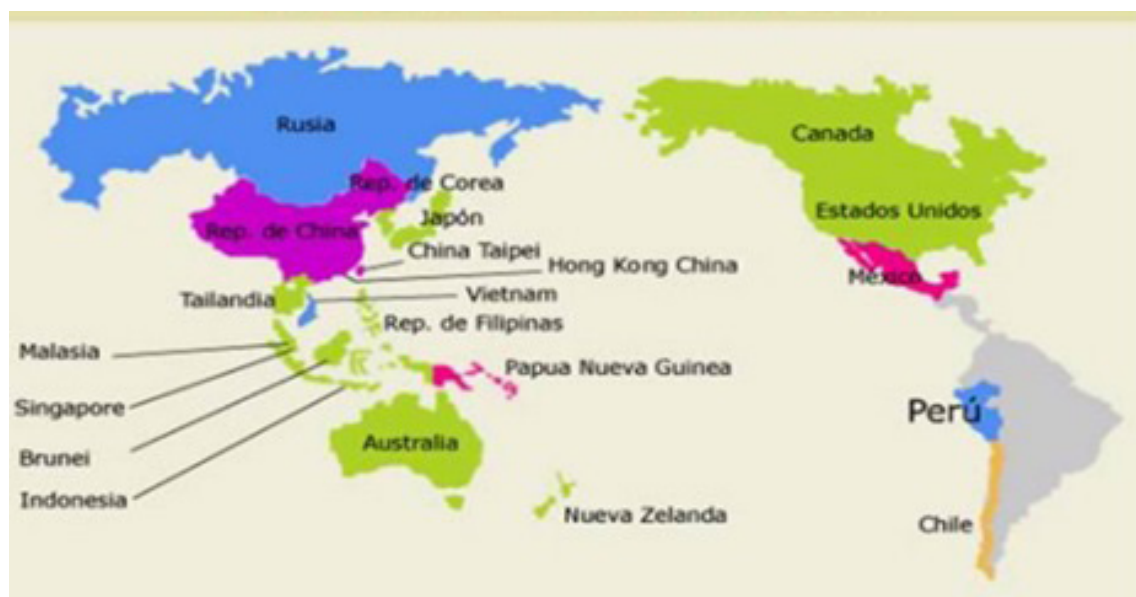 Rusia
Canada
Rep. de Corea
Estados Unidos
Japón
Rep. de China
China Taipei
Hong Kong China
México
Tailandia
Vietnam
Rep. de Filipinas
Malasia
Papua Nueva Guinea
Singapore
Perú
Australia
Brunei
Indonesia
Nueva Zelanda
Chile